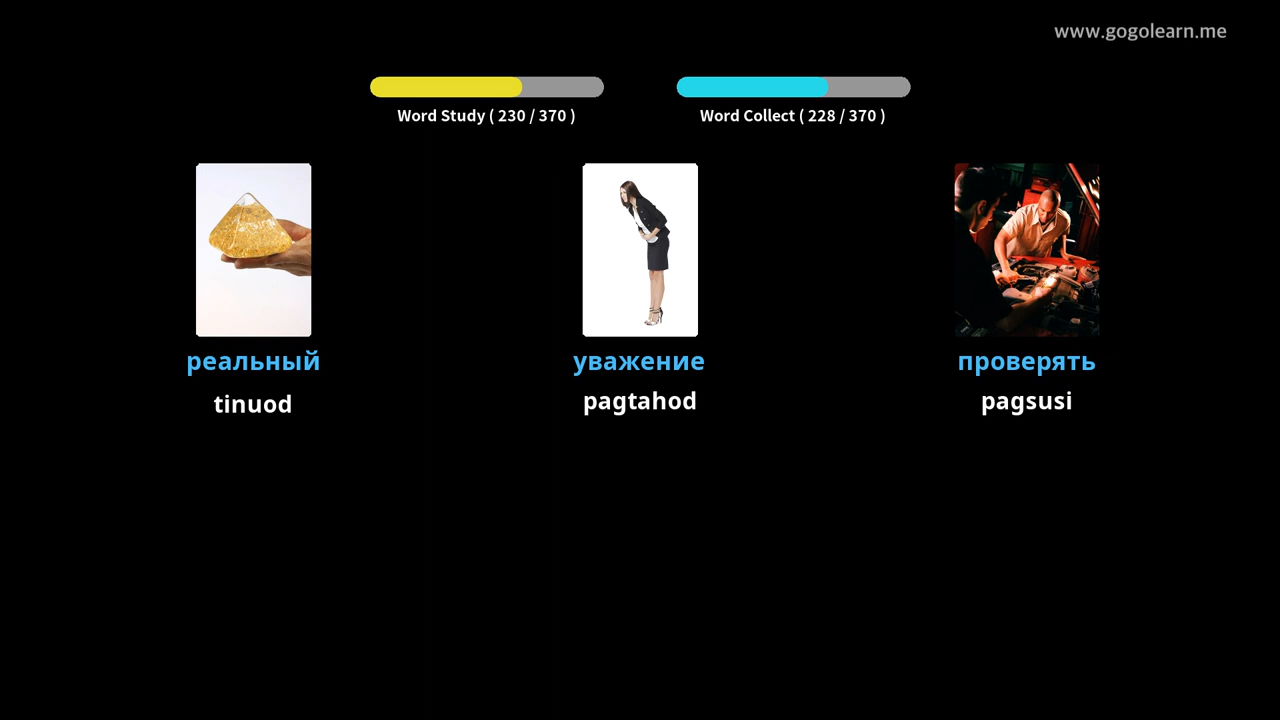 www.gogolearn.me
Word Study ( 230 / 370 )
Word Collect ( 228 / 370 )
реальный
уважение
проверять
tinuod
pagtahod
pagsusi